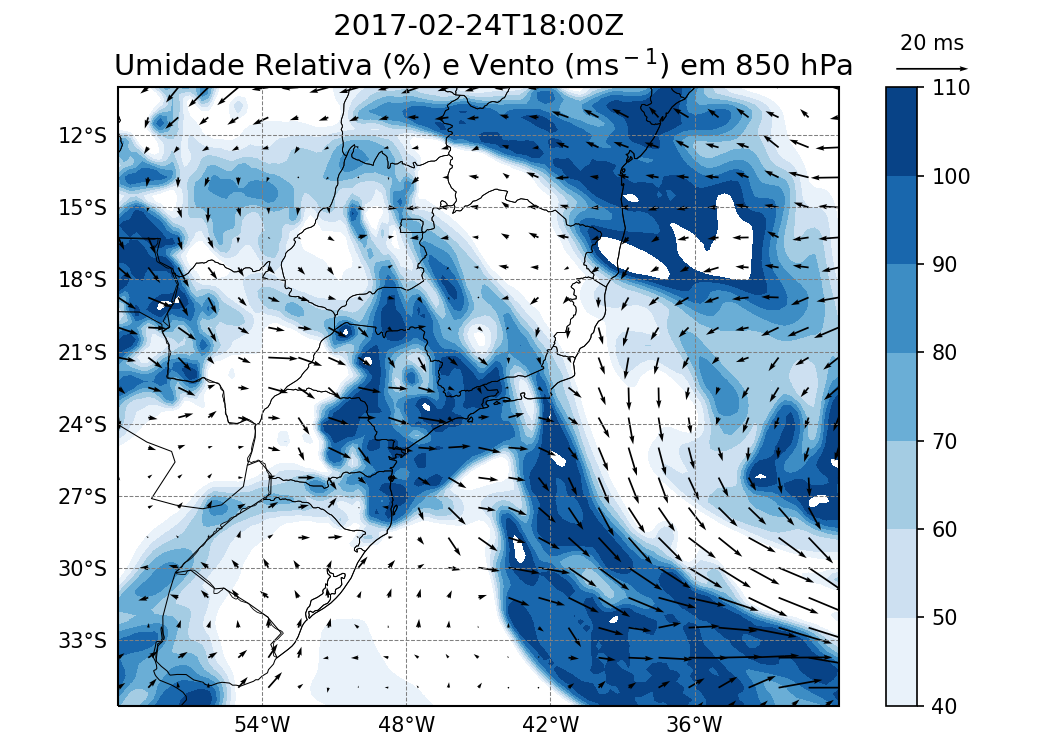 2017-02-24T18:00Z
Umidade Relativa (%) e Vento (ms⁻¹) em 850 hPa
20 ms
12°S
15°S
18°S
21°S
24°S
27°S
30°S
33°S
54°W
48°W
42°W
36°W
110
100
90
80
70
60
50
40